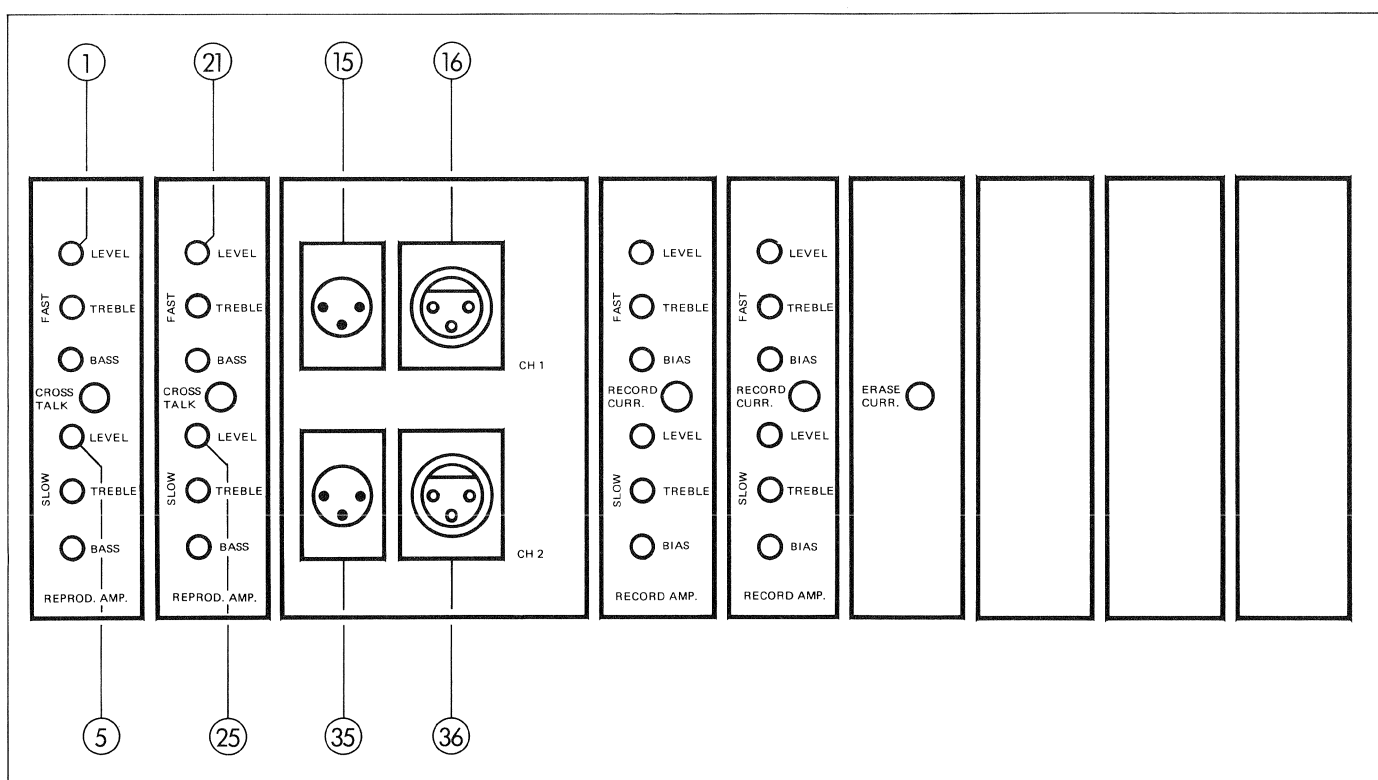 1
21
15
16
LEVEL
FAST
TREBLE
BASS
CROSS
TALK
LEVEL
SLOW
TREBLE
BASS
REPROD. AMP.
LEVEL
FAST
TREBLE
BASS
CROSS
TALK
LEVEL
SLOW
TREBLE
BASS
REPROD. AMP.
CH 1
CH 2
LEVEL
FAST
TREBLE
BIAS
RECORD
CURR.
LEVEL
SLOW
TREBLE
BIAS
RECORD AMP.
LEVEL
FAST
TREBLE
BIAS
RECORD
CURR.
LEVEL
SLOW
TREBLE
BIAS
RECORD AMP.
ERASE
CURR.
5
25
35
36